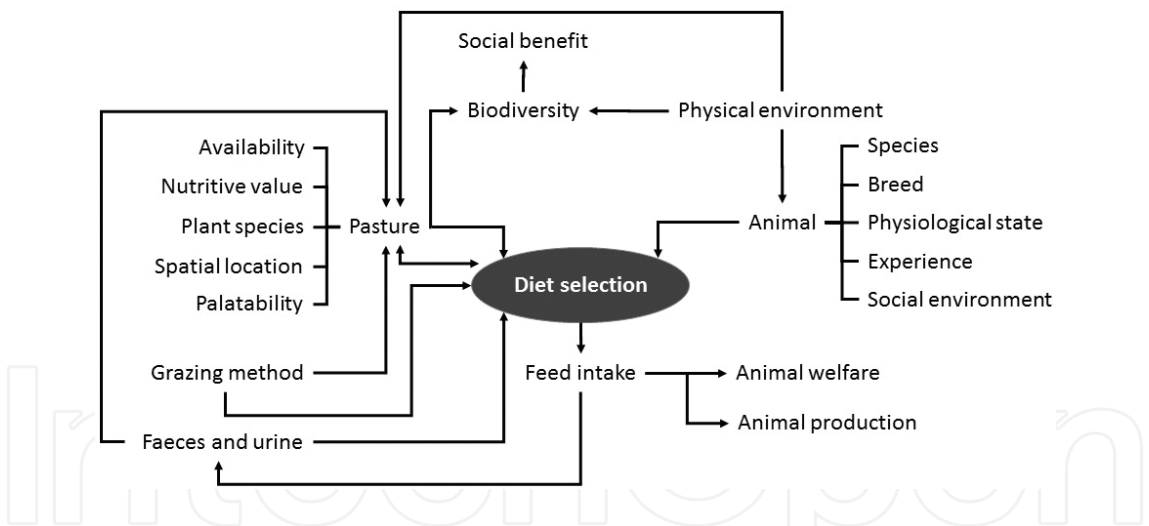 Social benefit
Biodiversity
Physical environment
Availability
Nutritive value
Plant species
Spatial location
Palatability
Pasture
Animal
Species
Breed
Physiological state
Experience
Social environment
Diet selection
Grazing method
Feed intake
Animal welfare
Animal production
Faeces and urine